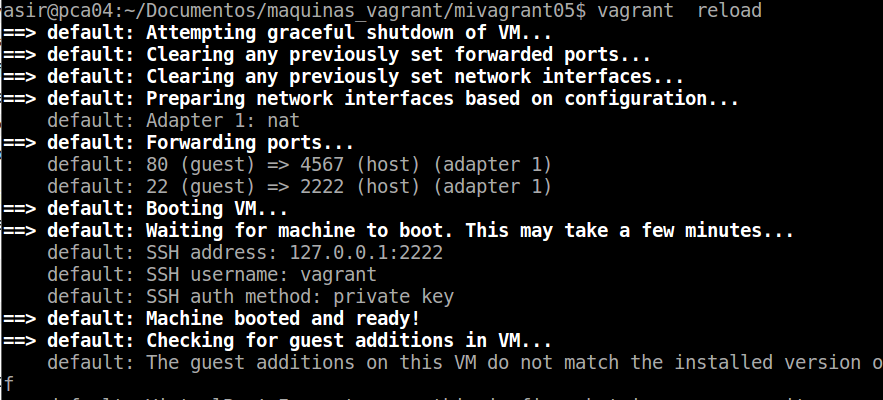 asir@pca04:~/Documentos/maquinas_vagrant/mivagrant05$ vagrant  reload
==> default: Attempting graceful shutdown of VM...
==> default: Clearing any previously set forwarded ports...
==> default: Clearing any previously set network interfaces...
==> default: Preparing network interfaces based on configuration...
    default: Adapter 1: nat
==> default: Forwarding ports...
    default: 80 (guest) => 4567 (host) (adapter 1)
    default: 22 (guest) => 2222 (host) (adapter 1)
==> default: Booting VM...
==> default: Waiting for machine to boot. This may take a few minutes...
    default: SSH address: 127.0.0.1:2222
    default: SSH username: vagrant
    default: SSH auth method: private key
==> default: Machine booted and ready!
==> default: Checking for guest additions in VM...
    default: The guest additions on this VM do not match the installed version o
f